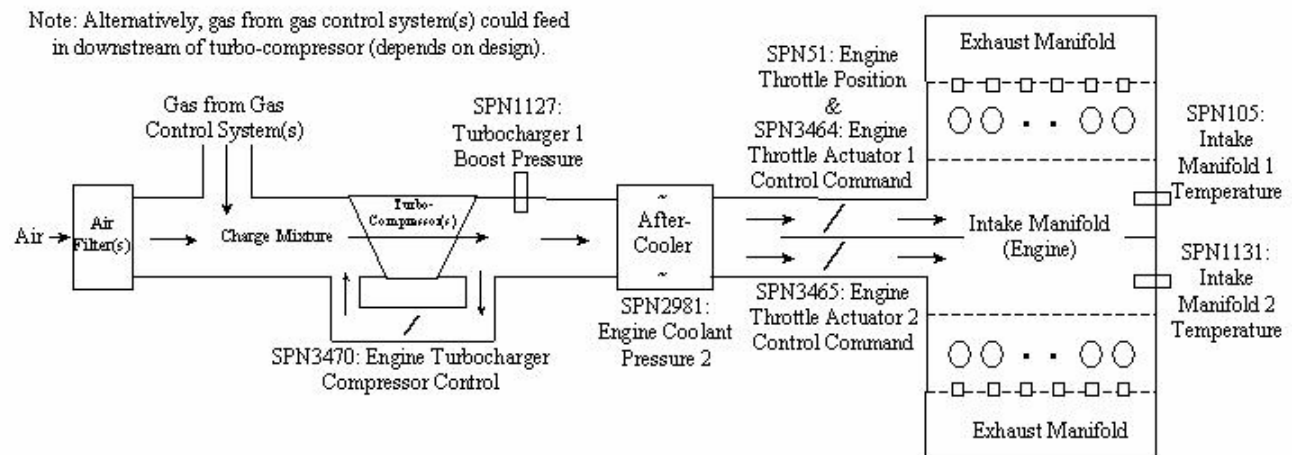 Note: Alternatively, gas from gas control system(s) could feed
in downstream of turbo-compressor (depends on design).
Gas from Gas
Control System(s)
SPN1127:
Turbocharger 1
Boost Pressure
SPN51: Engine
Throttle Position
&
SPN3464: Engine
Throttle Actuator 1
Control Command
Exhaust Manifold
SPN105:
Intake
Manifold 1
Temperature
Air
Air
Filter(s)
Charge Mixture
Turbo-
Compressor(s)
~
After-
Cooler
~
Intake Manifold
(Engine)
SPN3470: Engine Turbocharger
Compressor Control
SPN2981:
Engine Coolant
Pressure 2
SPN3465: Engine
Throttle Actuator 2
Control Command
SPN1131:
Intake
Manifold 2
Temperature
Exhaust Manifold